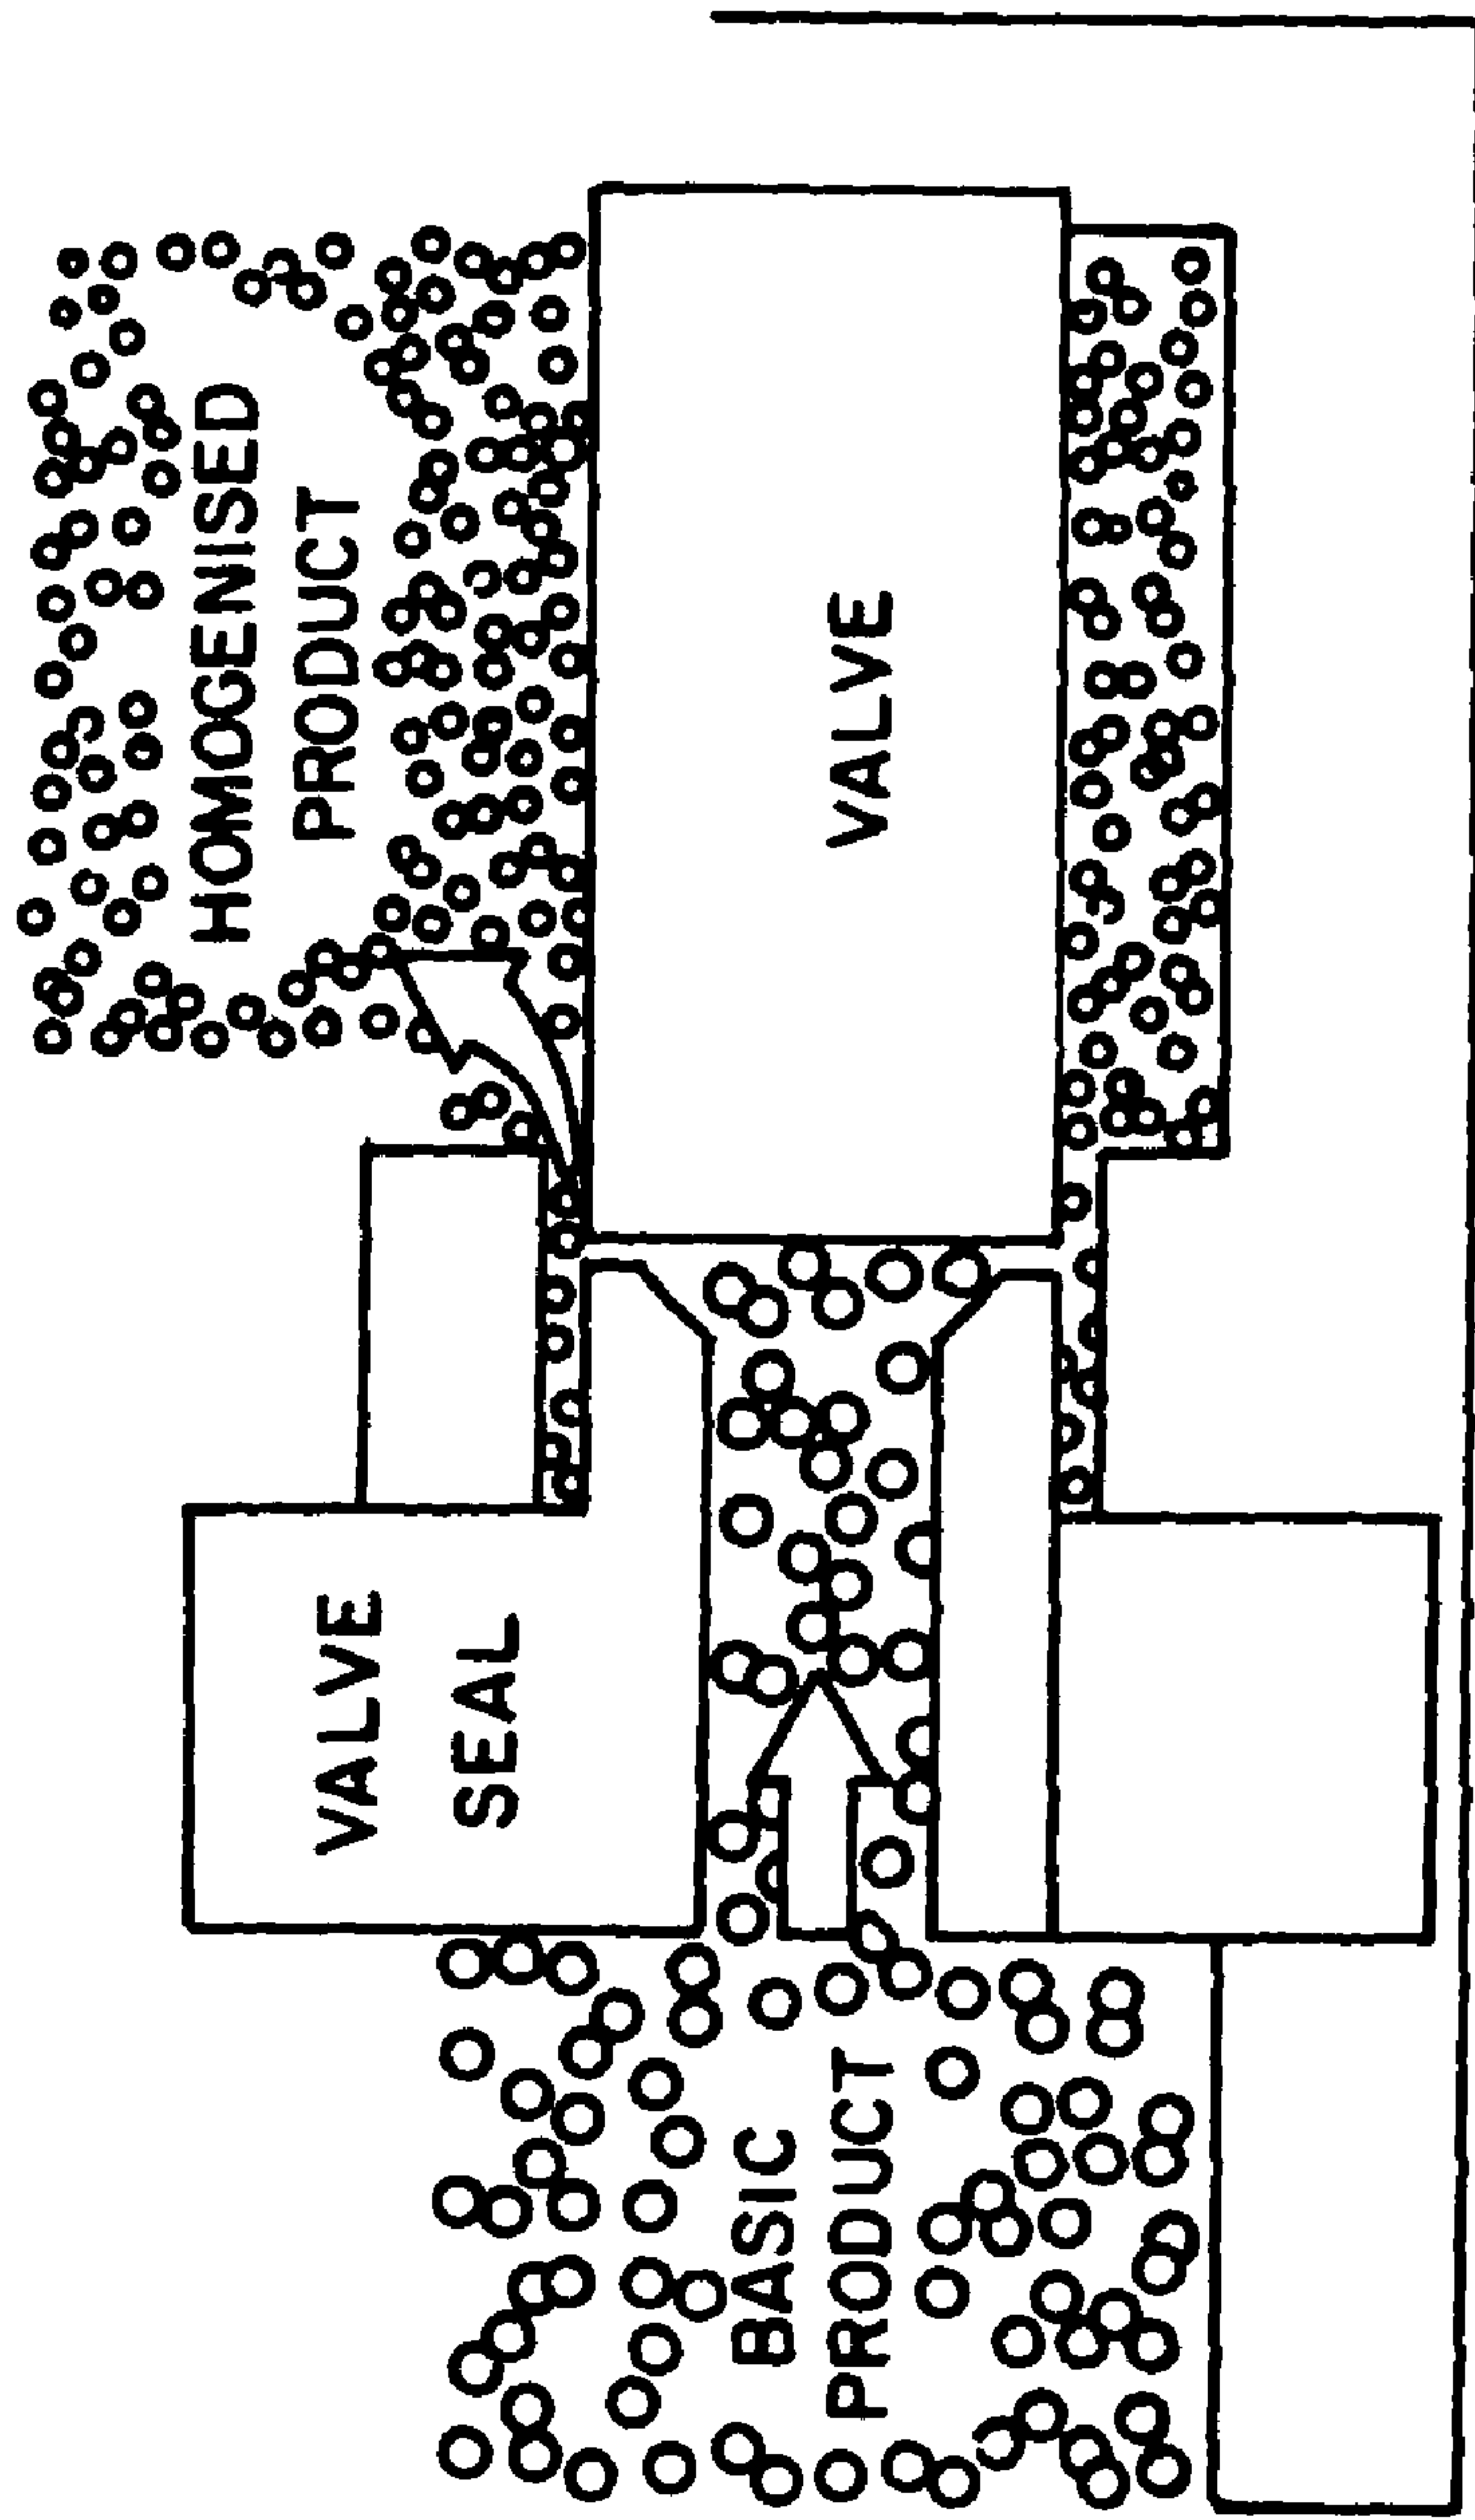 HOMOGENISED
PRODUCT
VALVE
SEAL
VALVE
BASIC
PRODUCT